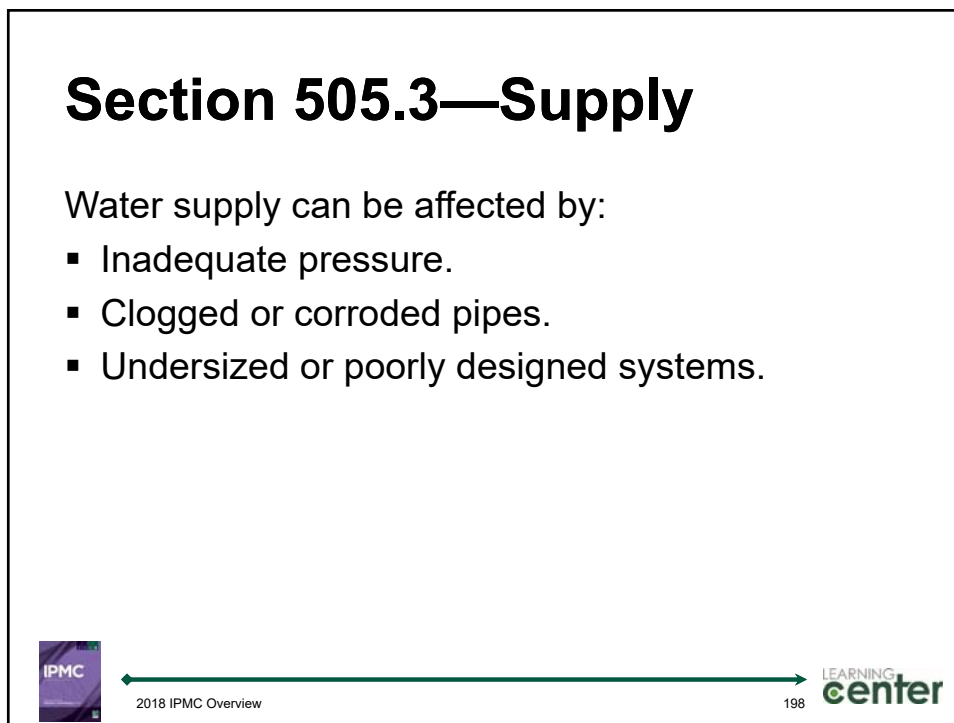 Section 505.3—Supply
Water supply can be affected by:
▪ Inadequate pressure.
▪ Clogged or corroded pipes.
▪ Undersized or poorly designed systems.
IPMC
2018 IPMC Overview
198
LEARNING
center